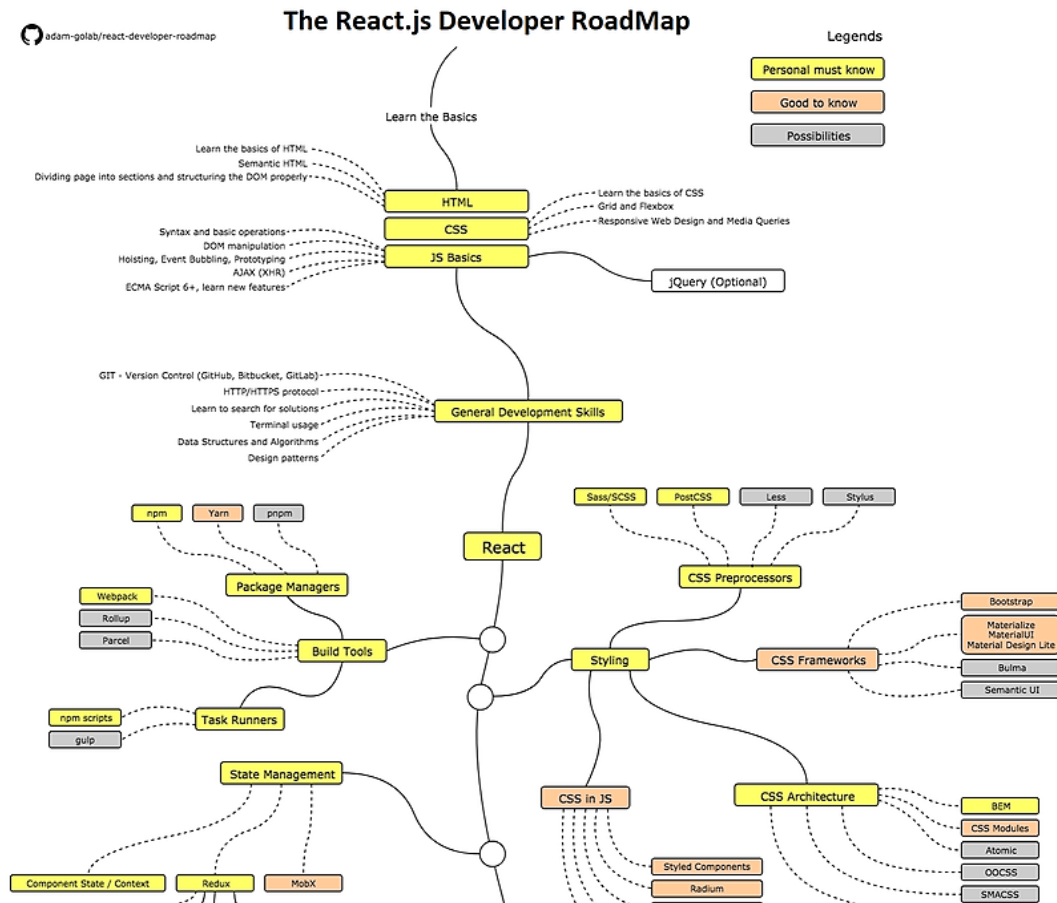 The React.js Developer RoadMap
adam-golab/react-developer-roadmap
Legends
Personal must know
Good to know
Possibilities
Learn the Basics
Learn the basics of HTML
Semantic HTML
Dividing page into sections and structuring the DOM properly
HTML
Learn the basics of CSS
Grid and Flexbox
Responsive Web Design and Media Queries
CSS
Syntax and basic operations
DOM manipulation
Hoisting, Event Bubbling, Prototyping
AJAX (XHR)
ECMA Script 6+, learn new features
JS Basics
jQuery (Optional)
GIT - Version Control (GitHub, Bitbucket, GitLab)
HTTP/HTTPS protocol
Learn to search for solutions
Terminal usage
Data Structures and Algorithms
Design patterns
General Development Skills
React
npm
Yarn
pnpm
Package Managers
Webpack
Rollup
Parcel
Build Tools
npm scripts
gulp
Task Runners
Sass/SCSS
PostCSS
Less
Stylus
CSS Preprocessors
Styling
CSS Frameworks
Bootstrap
Materialize
MaterialUI
Material Design Lite
Bulma
Semantic UI
State Management
Component State / Context
Redux
MobX
CSS in JS
Styled Components
Radium
CSS Architecture
BEM
CSS Modules
Atomic
OOCSS
SMACSS